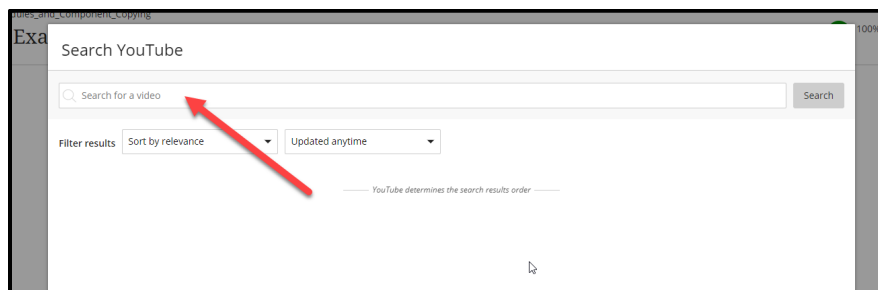 dules_and_Component_Copying
Exa
100%
Search YouTube
Search for a video
Search
Filter results
Sort by relevance
Updated anytime
YouTube determines the search results order